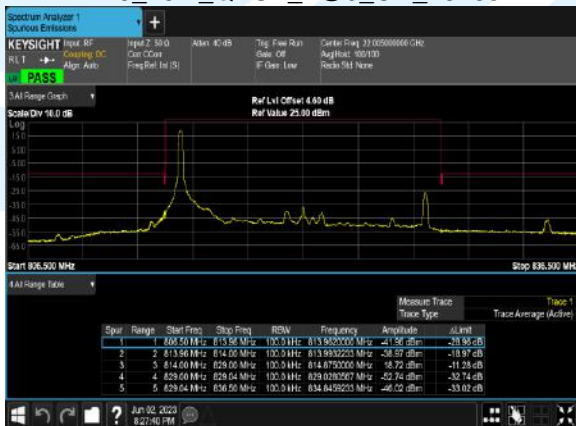 Spectrum Analyzer 1
Spurious Emissions
KEYSIGHT Input: RF
Coupling: DC
Align: Auto
Input Z: 50 Ω
Corr CCorr
Freq Ref: Int (S)
Atten: 40 dB
Trig: Free Run
Gate: Off
IF Gain: Low
Center Freq: 22.005000000 GHz
Avg|Hold: 100/100
Radio Std: None
PASS
3 All Range Graph
Scale/Div 10.0 dB
Ref Lvl Offset 4.60 dB
Ref Value 25.00 dBm
Log
15.0
5.00
-5.00
-15.0
-25.0
-35.0
-45.0
-55.0
-65.0
Start 806.500 MHz
Stop 836.500 MHz
4 All Range Table
Measure Trace Trace 1
Trace Type Trace Average (Active)
Spur Range Start Freq Stop Freq RBW Frequency Amplitude ΔLimit
1 1 806.50 MHz 813.96 MHz 100.0 kHz 813.9620000 MHz -41.96 dBm -28.96 dB
2 2 813.96 MHz 814.00 MHz 100.0 kHz 813.9932233 MHz -38.97 dBm -18.97 dB
3 3 814.00 MHz 829.00 MHz 100.0 kHz 814.8750000 MHz 18.72 dBm -11.28 dB
4 4 829.00 MHz 829.04 MHz 100.0 kHz 829.0280567 MHz -52.74 dBm -32.74 dB
5 5 829.04 MHz 836.50 MHz 100.0 kHz 834.8459233 MHz -46.02 dBm -33.02 dB
Jun 02, 2023
8:27:40 PM